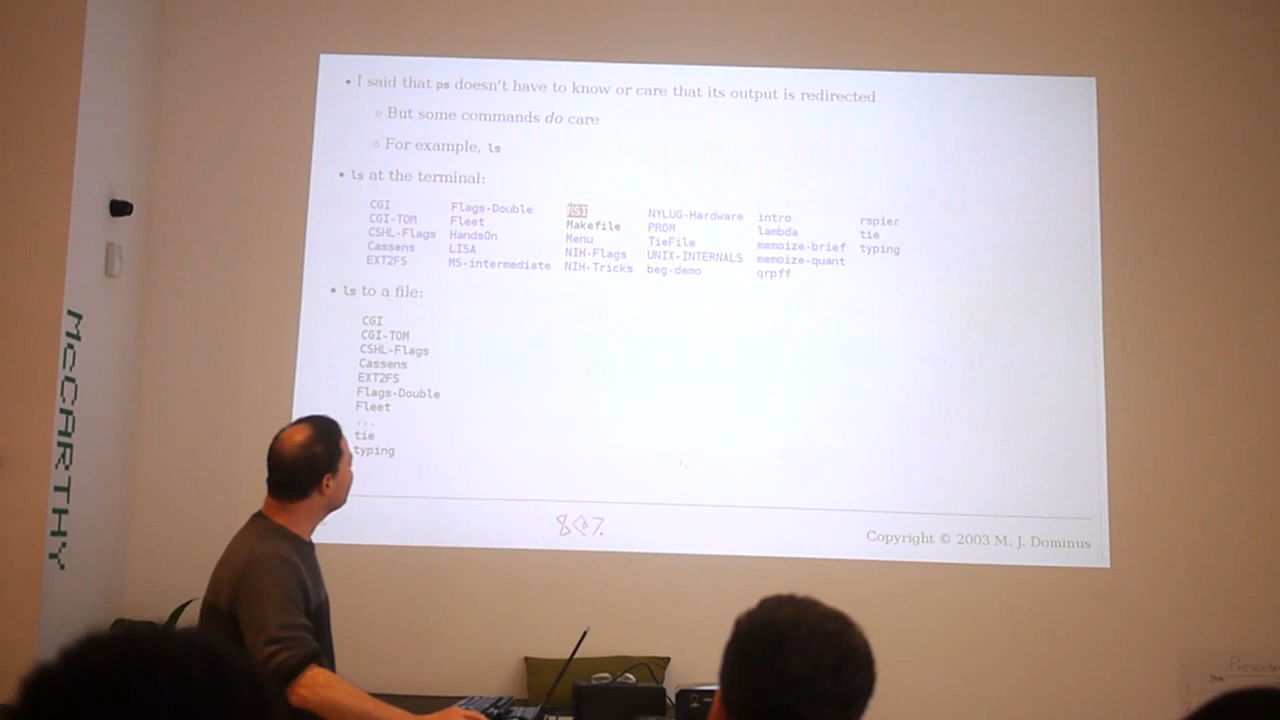 • I said that ps doesn't have to know or care that its output is redirected
◦ But some commands do care
◦ For example, ls
• ls at the terminal:
CGI Flags-Double NYLUG-Hardware intro rspier
CGI-TOM Fleet Makefile PROM lambda tie
CSHL-Flags HandsOn Menu TieFile memoize-brief typing
Cassens LISA NIH-Flags UNIX-INTERNALS memoize-quant
EXT2FS MS-intermediate NIH-Tricks beg-demo qrpff
• ls to a file:
CGI
CGI-TOM
CSHL-Flags
Cassens
EXT2FS
Flags-Double
Fleet
...
tie
typing
Copyright © 2003 M. J. Dominus
MCCARTHY